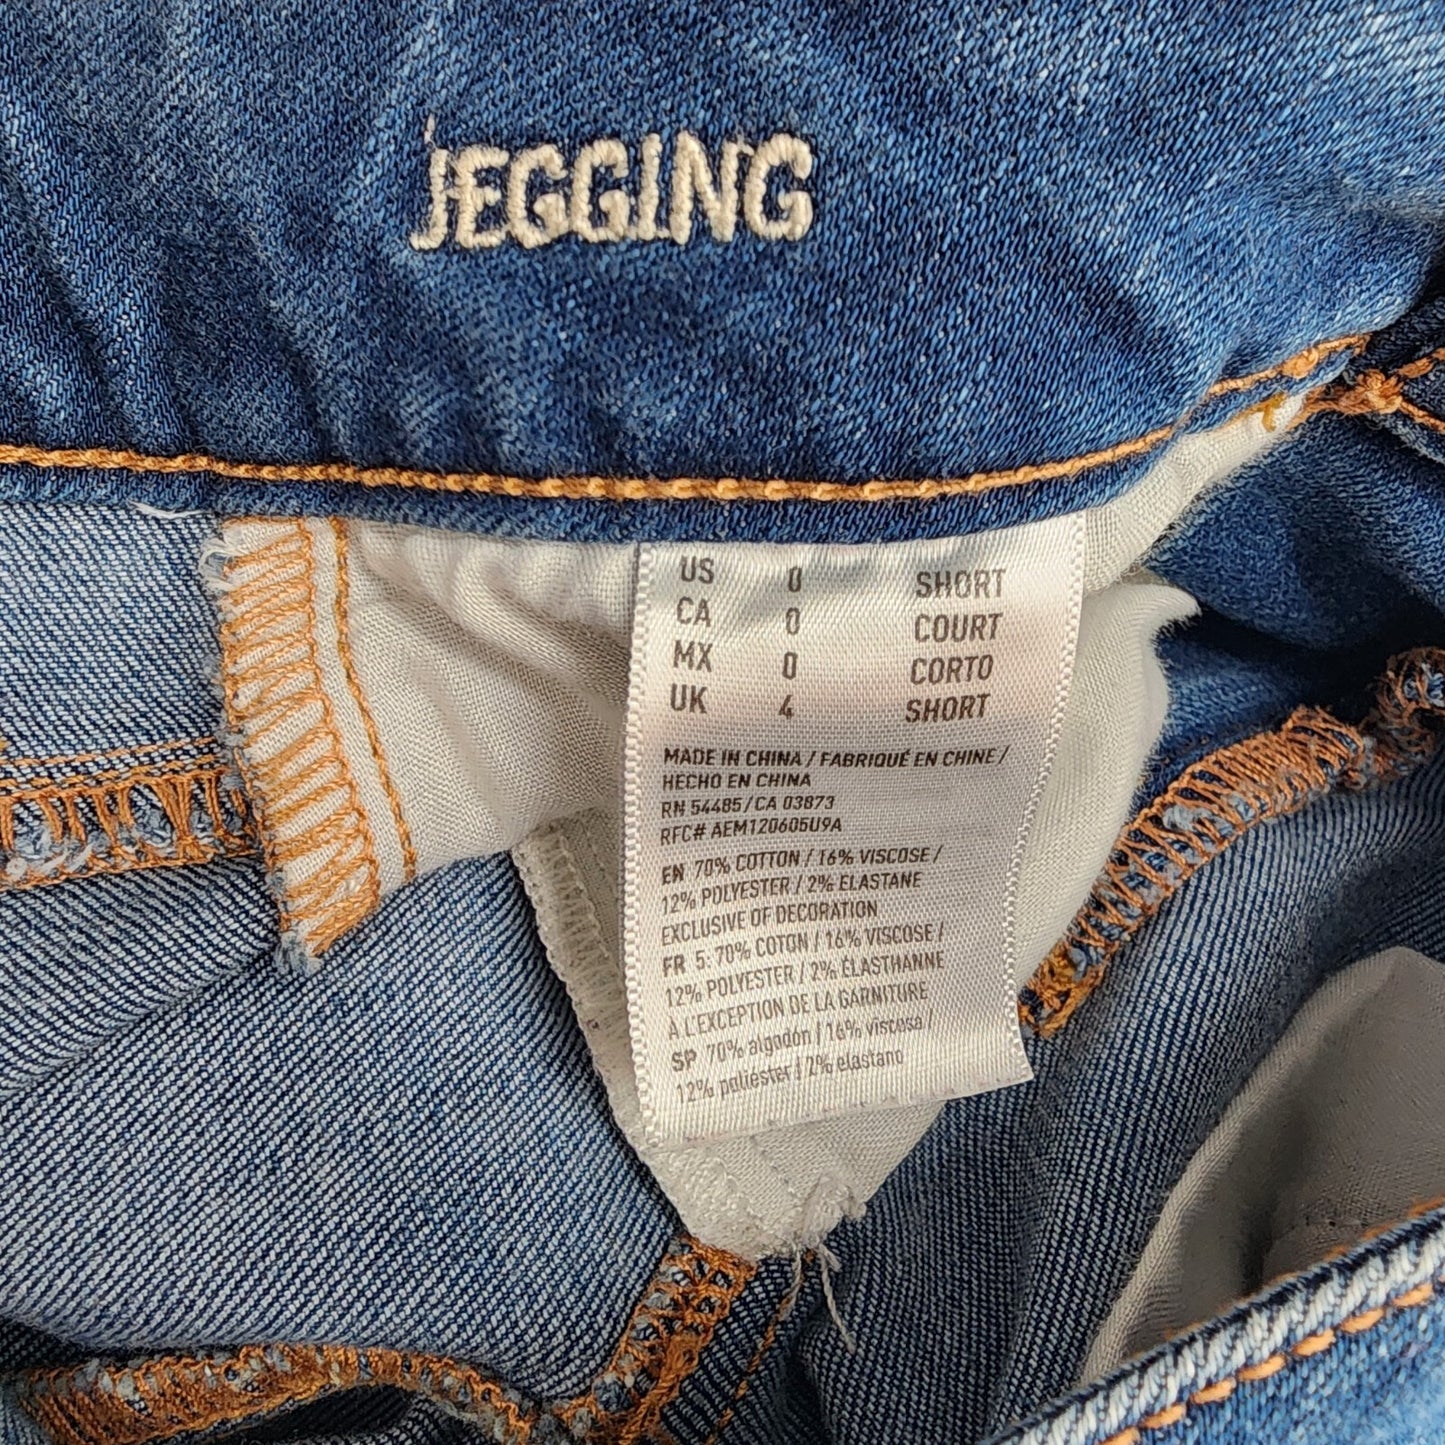 JEGGING
US 0 SHORT
CA 0 COURT
MX 0 CORTO
UK 4 SHORT
MADE IN CHINA / FABRIQUÉ EN CHINE /
HECHO EN CHINA
RN 54485 / CA 03873
RFC# AEM120605U9A
EN 70% COTTON / 16% VISCOSE /
12% POLYESTER / 2% ELASTANE
EXCLUSIVE OF DECORATION
FR 5: 70% COTON / 16% VISCOSE /
12% POLYESTER / 2% ÉLASTHANNE
À L'EXCEPTION DE LA GARNITURE
SP 70% algodón / 16% viscosa /
12% poliéster / 2% elastano